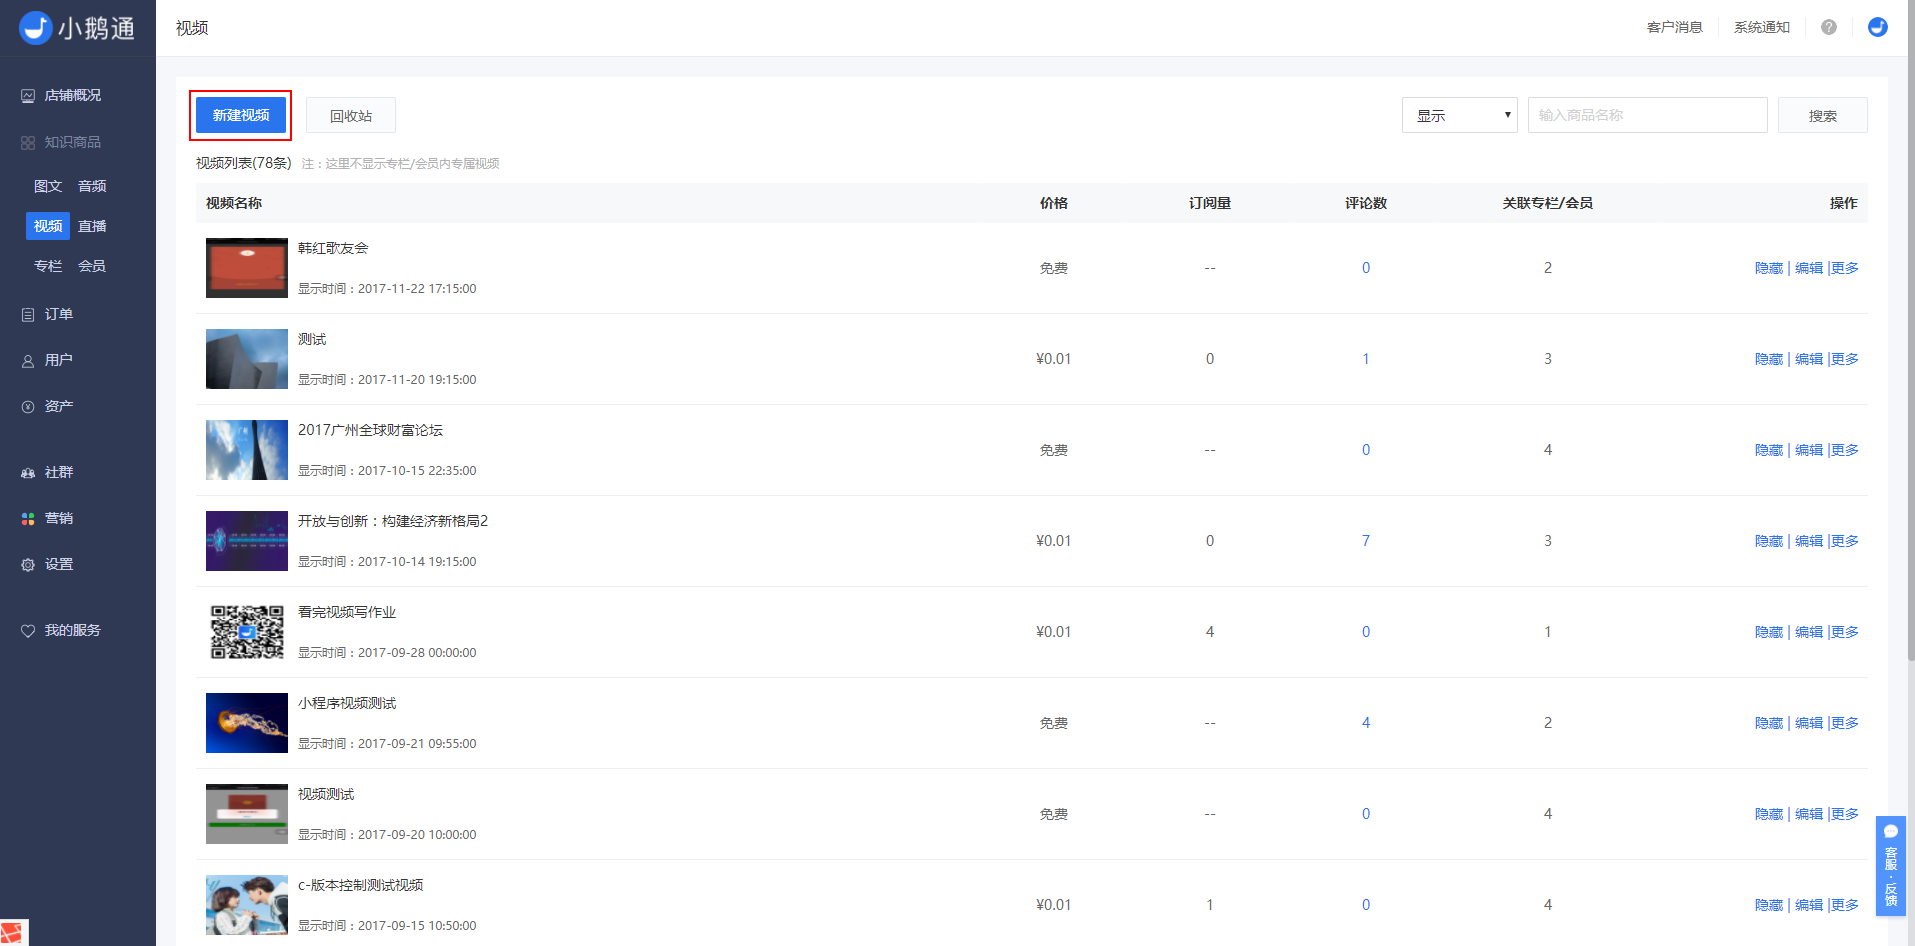 小鹅通
视频
客户消息
系统通知
?
店铺概况
知识商品
图文 音频
视频 直播
专栏 会员
订单
用户
资产
社群
营销
设置
我的服务
新建视频
回收站
显示
输入商品名称
搜索
视频列表(78条) 注：这里不显示专栏/会员内专属视频
视频名称 价格 订阅量 评论数 关联专栏/会员 操作
韩红歌友会
显示时间：2017-11-22 17:15:00
免费 -- 0 2 隐藏 | 编辑 |更多
测试
显示时间：2017-11-20 19:15:00
¥0.01 0 1 3 隐藏 | 编辑 |更多
2017广州全球财富论坛
显示时间：2017-10-15 22:35:00
免费 -- 0 4 隐藏 | 编辑 |更多
开放与创新：构建经济新格局2
显示时间：2017-10-14 19:15:00
¥0.01 0 7 3 隐藏 | 编辑 |更多
看完视频写作业
显示时间：2017-09-28 00:00:00
¥0.01 4 0 1 隐藏 | 编辑 |更多
小程序视频测试
显示时间：2017-09-21 09:55:00
免费 -- 4 2 隐藏 | 编辑 |更多
视频测试
显示时间：2017-09-20 10:00:00
免费 -- 0 4 隐藏 | 编辑 |更多
c-版本控制测试视频
显示时间：2017-09-15 10:50:00
¥0.01 1 0 4 隐藏 | 编辑 |更多
客服·反馈